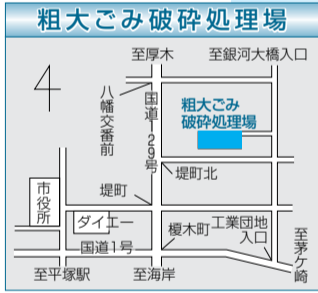 粗大ごみ破砕処理場
至厚木
至銀河大橋入口
八幡交番前
国道129号
粗大ごみ
破砕処理場
堤町北
市役所
堤町
ダイエー
榎木町
工業団地
入口
至茅ケ崎
国道1号
至平塚駅
至海岸